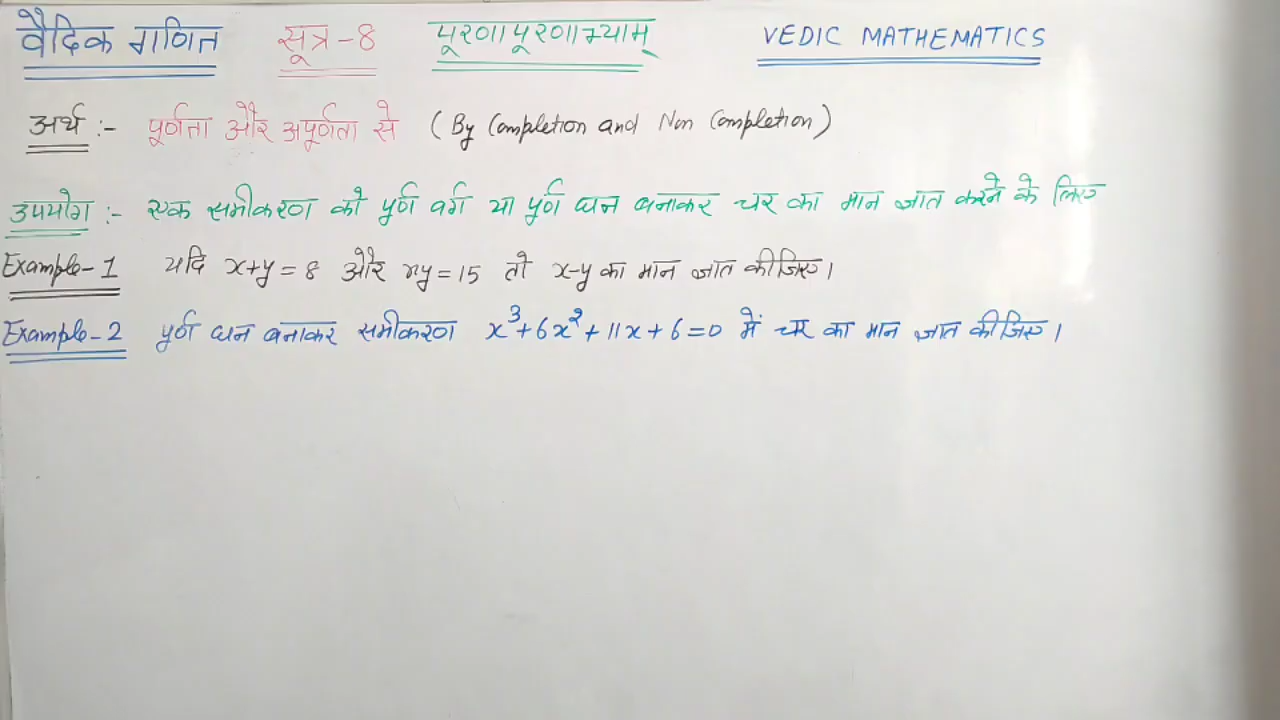 वैदिक गणित सूत्र-8 पूरणापूरणाभ्याम् VEDIC MATHEMATICS
अर्थ :- पूर्णता और अपूर्णता से (By Completion and Non Completion)
उपयोग :- एक समीकरण को पूर्ण वर्ग या पूर्ण घन बनाकर चर का मान ज्ञात करने के लिए
Example-1 यदि x+y=8 और xy=15 तो x-y का मान ज्ञात कीजिए।
Example-2 पूर्ण घन बनाकर समीकरण x³+6x²+11x+6=0 में चर का मान ज्ञात कीजिए।